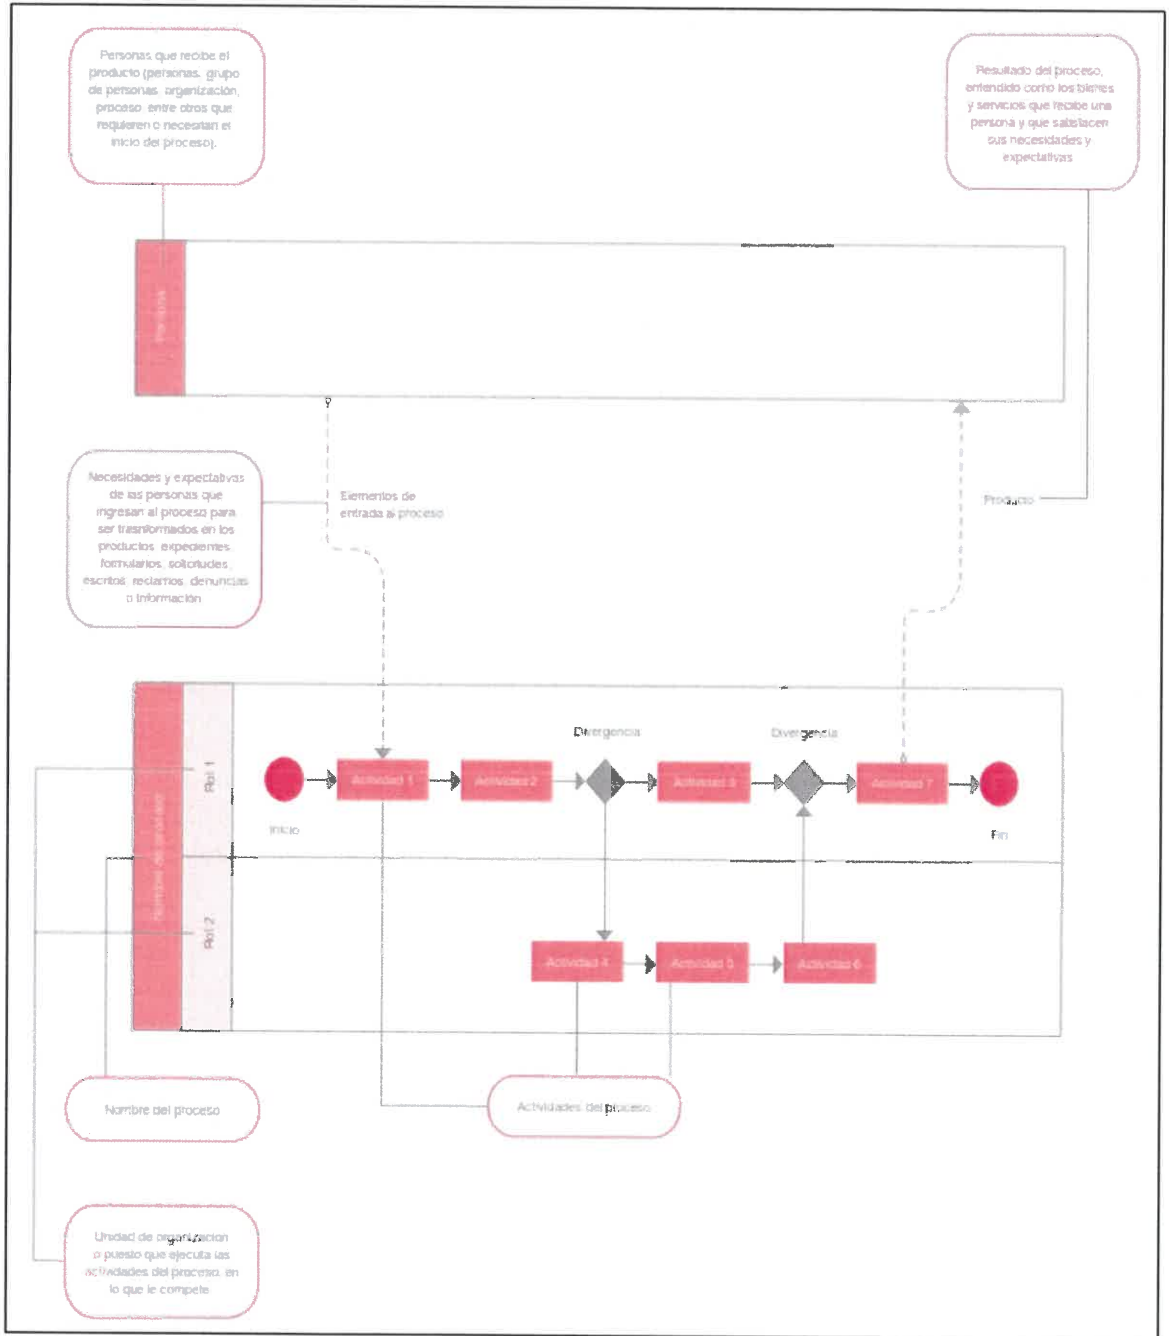 Personas que recibe el
producto (personas, grupo
de personas, organización,
proceso, entre otros que
requieren o necesitan el
inicio del proceso).
Resultado del proceso,
entendido como los bienes
y servicios que recibe una
persona y que satisfacen
sus necesidades y
expectativas
Persona
Necesidades y expectativas
de las personas que
ingresan al proceso para
ser trasnformados en los
productos, expedientes,
formularios, solicitudes,
escritos, reclamos, denuncias
o información
Elementos de
entrada al proceso
Producto
Nombre de
Rol 1
Rol 2
Divergencia
Divergencia
Actividad 1
Actividad 2
Actividad 3
Actividad 7
Inicio
Fin
Actividad 4
Actividad 5
Actividad 6
Nombre del proceso
Actividades del proceso
Unidad de organización
o puesto que ejecuta las
actividades del proceso, en
lo que le compete